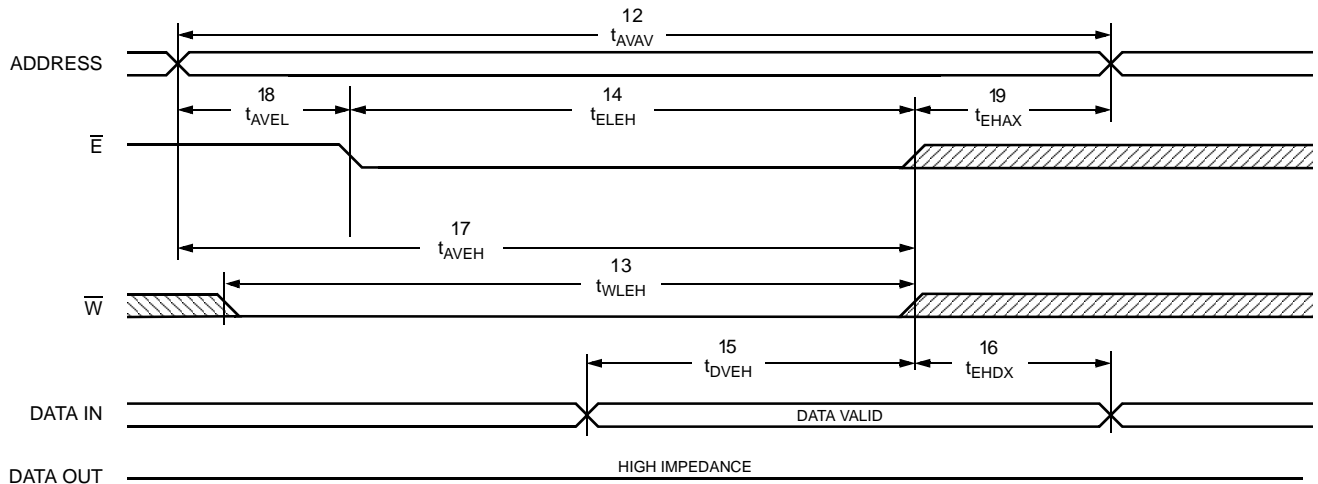 12
tAVAV
ADDRESS
18
tAVEL
14
tELEH
19
tEHAX
E̅
17
tAVEH
13
tWLEH
W̅
15
tDVEH
16
tEHDX
DATA IN
DATA VALID
DATA OUT
HIGH IMPEDANCE